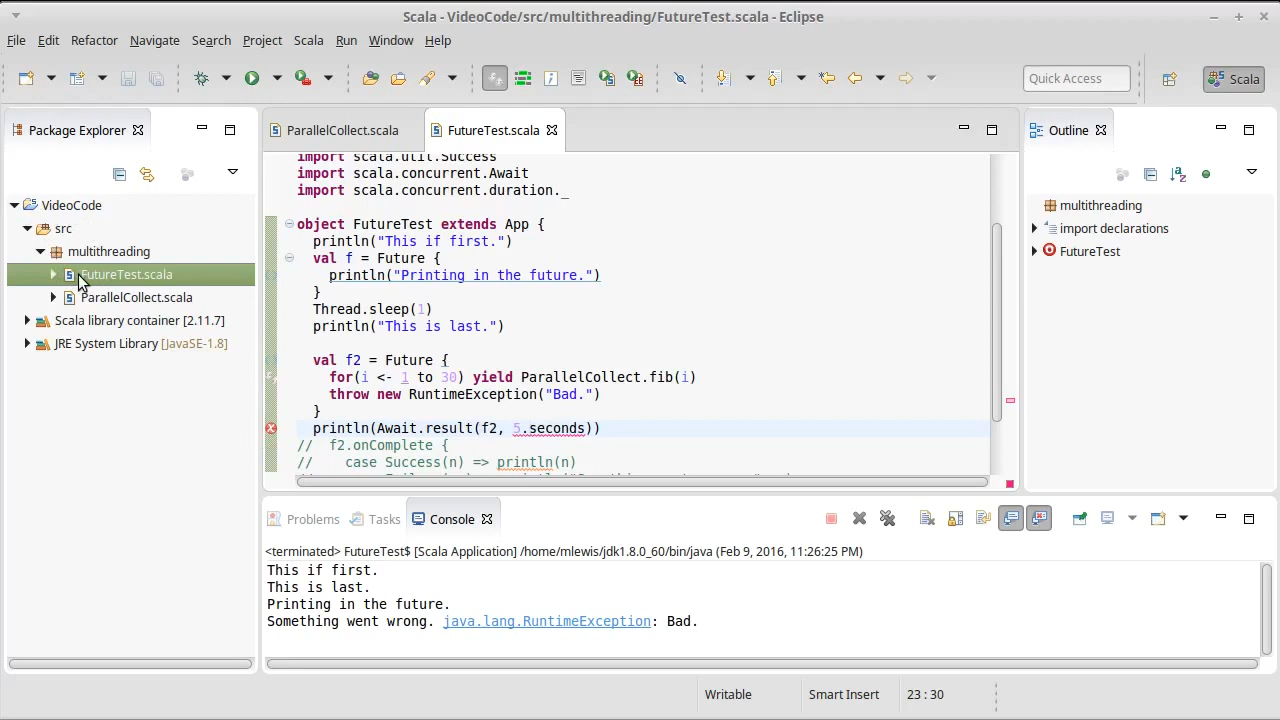 Scala - VideoCode/src/multithreading/FutureTest.scala - Eclipse
File Edit Refactor Navigate Search Project Scala Run Window Help
Quick Access
Scala
Package Explorer
VideoCode
src
multithreading
FutureTest.scala
ParallelCollect.scala
Scala library container [2.11.7]
JRE System Library [JavaSE-1.8]
ParallelCollect.scala FutureTest.scala
import scala.util.Success
import scala.concurrent.Await
import scala.concurrent.duration._
object FutureTest extends App {
println("This if first.")
val f = Future {
println("Printing in the future.")
}
Thread.sleep(1)
println("This is last.")
val f2 = Future {
for(i <- 1 to 30) yield ParallelCollect.fib(i)
throw new RuntimeException("Bad.")
}
println(Await.result(f2, 5.seconds))
// f2.onComplete {
// case Success(n) => println(n)
Outline
multithreading
import declarations
FutureTest
Problems Tasks Console
<terminated> FutureTest$ [Scala Application] /home/mlewis/jdk1.8.0_60/bin/java (Feb 9, 2016, 11:26:25 PM)
This if first.
This is last.
Printing in the future.
Something went wrong. java.lang.RuntimeException: Bad.
Writable Smart Insert 23 : 30